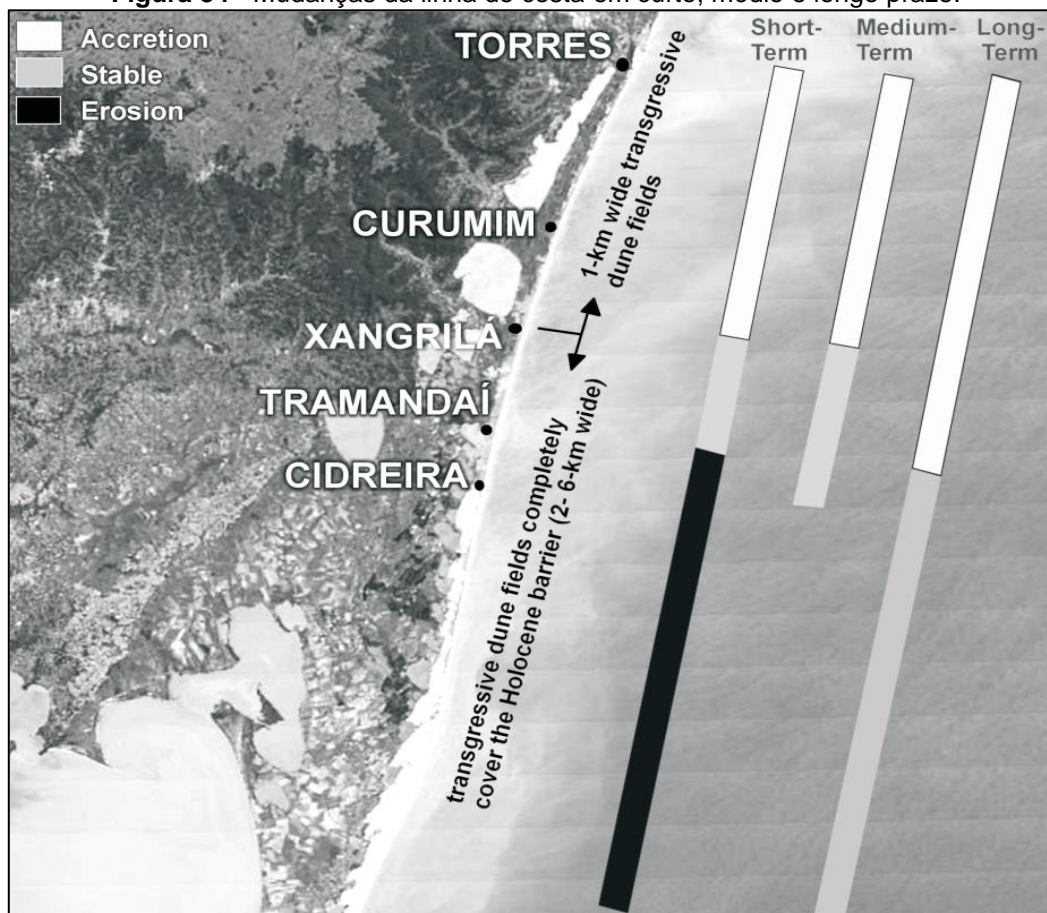 Figura 34 - Mudanças da linha de costa em curto, médio e longo prazo.
Accretion
Stable
Erosion
Short-
Term
Medium-
Term
Long-
Term
TORRES
CURUMIM
XANGRILÁ
TRAMANDAÍ
CIDREIRA
1-km wide transgressive
dune fields
transgressive dune fields completely
cover the Holocene barrier (2- 6-km wide)